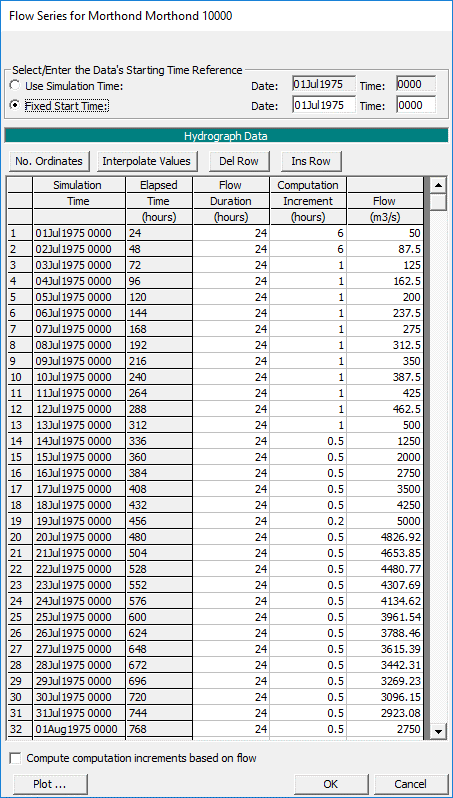 Flow Series for Morthond Morthond 10000
Select/Enter the Data's Starting Time Reference
Use Simulation Time: Date: 01Jul1975 Time: 0000
Fixed Start Time: Date: 01Jul1975 Time: 0000
Hydrograph Data
No. Ordinates Interpolate Values Del Row Ins Row
Simulation Elapsed Flow Computation
Time Time Duration Increment Flow
(hours) (hours) (hours) (m3/s)
1 01Jul1975 0000 24 24 6 50
2 02Jul1975 0000 48 24 6 87.5
3 03Jul1975 0000 72 24 1 125
4 04Jul1975 0000 96 24 1 162.5
5 05Jul1975 0000 120 24 1 200
6 06Jul1975 0000 144 24 1 237.5
7 07Jul1975 0000 168 24 1 275
8 08Jul1975 0000 192 24 1 312.5
9 09Jul1975 0000 216 24 1 350
10 10Jul1975 0000 240 24 1 387.5
11 11Jul1975 0000 264 24 1 425
12 12Jul1975 0000 288 24 1 462.5
13 13Jul1975 0000 312 24 1 500
14 14Jul1975 0000 336 24 0.5 1250
15 15Jul1975 0000 360 24 0.5 2000
16 16Jul1975 0000 384 24 0.5 2750
17 17Jul1975 0000 408 24 0.5 3500
18 18Jul1975 0000 432 24 0.5 4250
19 19Jul1975 0000 456 24 0.2 5000
20 20Jul1975 0000 480 24 0.5 4826.92
21 21Jul1975 0000 504 24 0.5 4653.85
22 22Jul1975 0000 528 24 0.5 4480.77
23 23Jul1975 0000 552 24 0.5 4307.69
24 24Jul1975 0000 576 24 0.5 4134.62
25 25Jul1975 0000 600 24 0.5 3961.54
26 26Jul1975 0000 624 24 0.5 3788.46
27 27Jul1975 0000 648 24 0.5 3615.39
28 28Jul1975 0000 672 24 0.5 3442.31
29 29Jul1975 0000 696 24 0.5 3269.23
30 30Jul1975 0000 720 24 0.5 3096.15
31 31Jul1975 0000 744 24 0.5 2923.08
32 01Aug1975 0000 768 24 0.5 2750
Compute computation increments based on flow
Plot ... OK Cancel